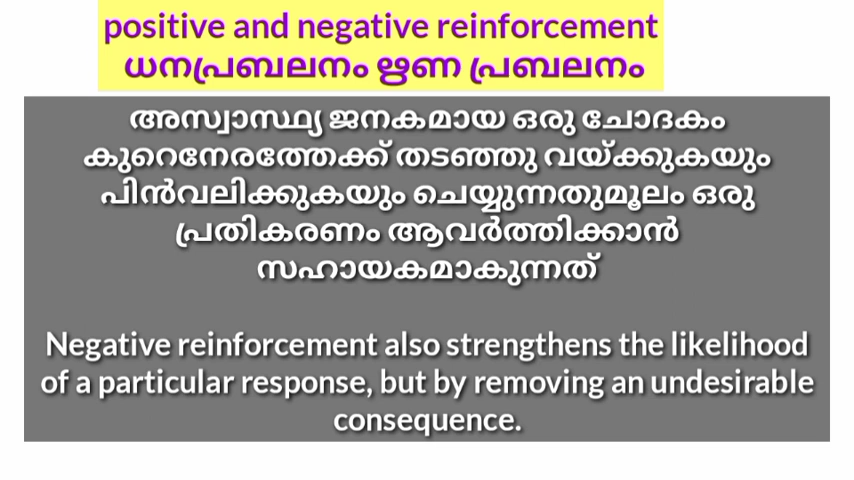 positive and negative reinforcement
ധനപ്രബലനം ഋണ പ്രബലനം
അസ്വാസ്ഥ്യ ജനകമായ ഒരു ചോദകം
കുറെനേരത്തേക്ക് തടഞ്ഞു വയ്ക്കുകയും
പിൻവലിക്കുകയും ചെയ്യുന്നതുമൂലം ഒരു
പ്രതികരണം ആവർത്തിക്കാൻ
സഹായകമാകുന്നത്
Negative reinforcement also strengthens the likelihood
of a particular response, but by removing an undesirable
consequence.